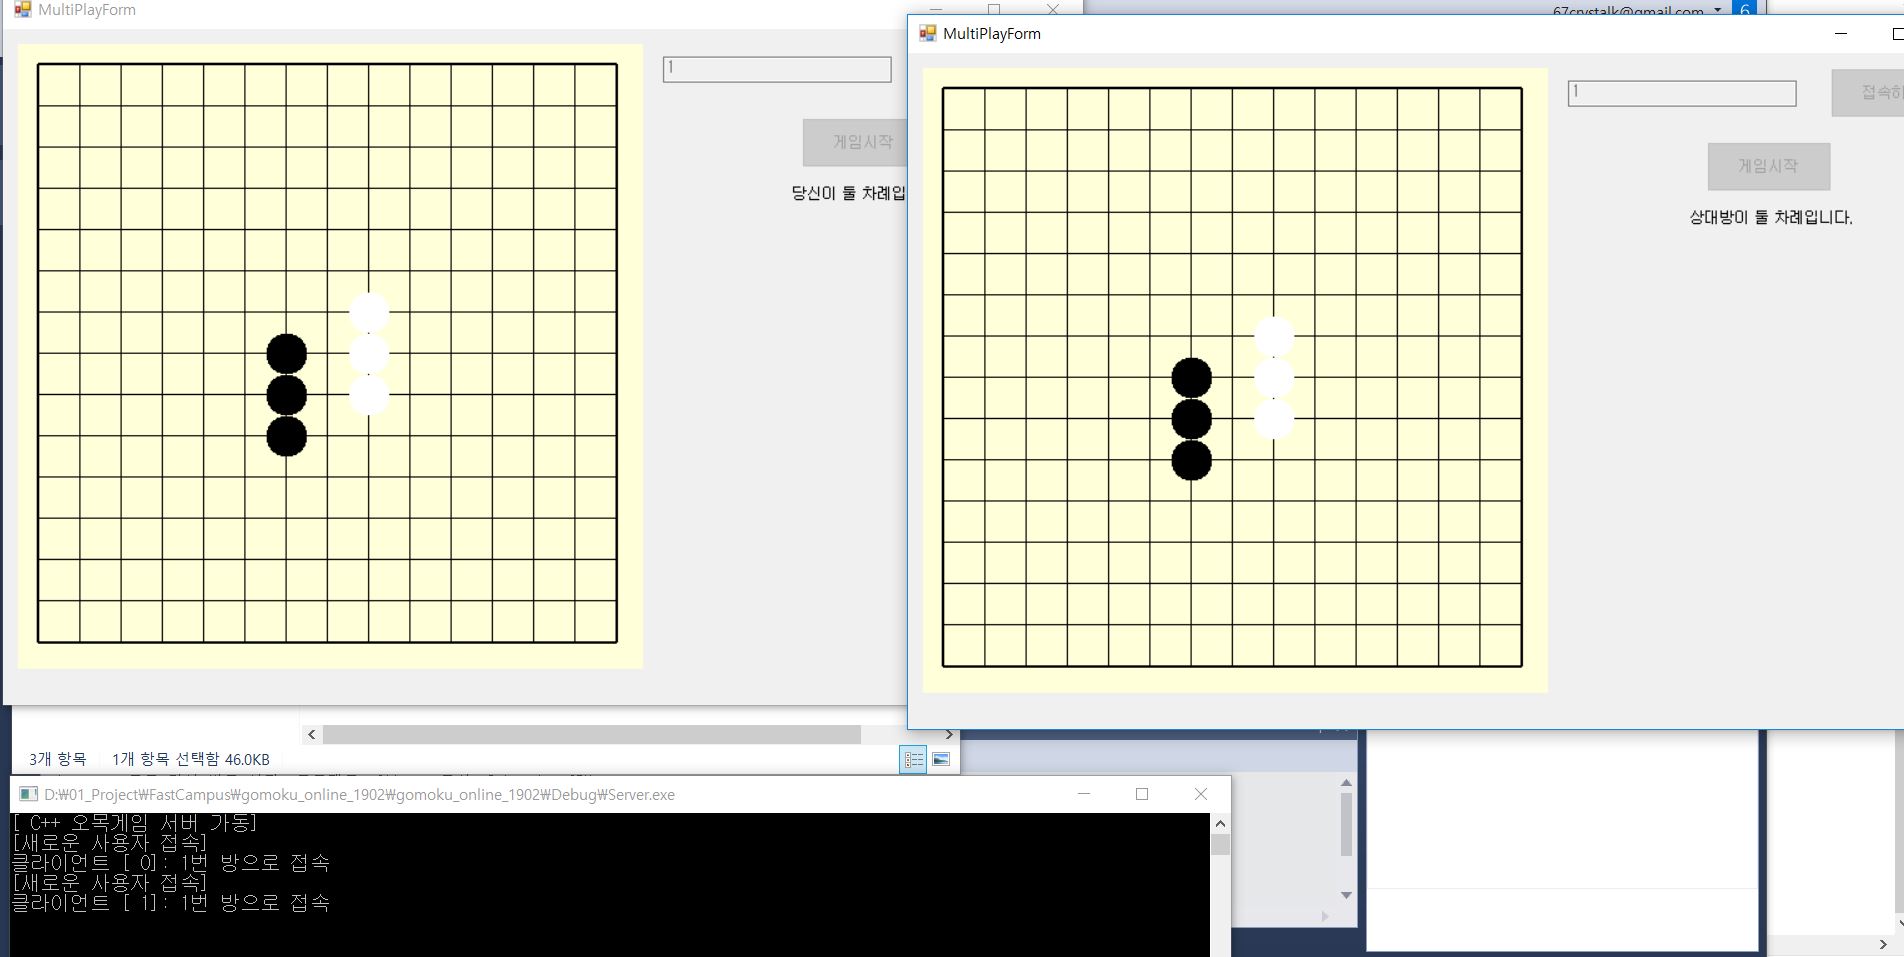 MultiPlayForm
1
게임시작
당신이 둘 차례입
67crystalk@gmail.com
6
MultiPlayForm
1
접속하
게임시작
상대방이 둘 차례입니다.
3개 항목 1개 항목 선택함 46.0KB
D:₩01_Project₩FastCampus₩gomoku_online_1902₩gomoku_online_1902₩Debug₩Server.exe
[ C++ 오목게임 서버 가동]
[새로운 사용자 접속]
클라이언트 [ 0]: 1번 방으로 접속
[새로운 사용자 접속]
클라이언트 [ 1]: 1번 방으로 접속